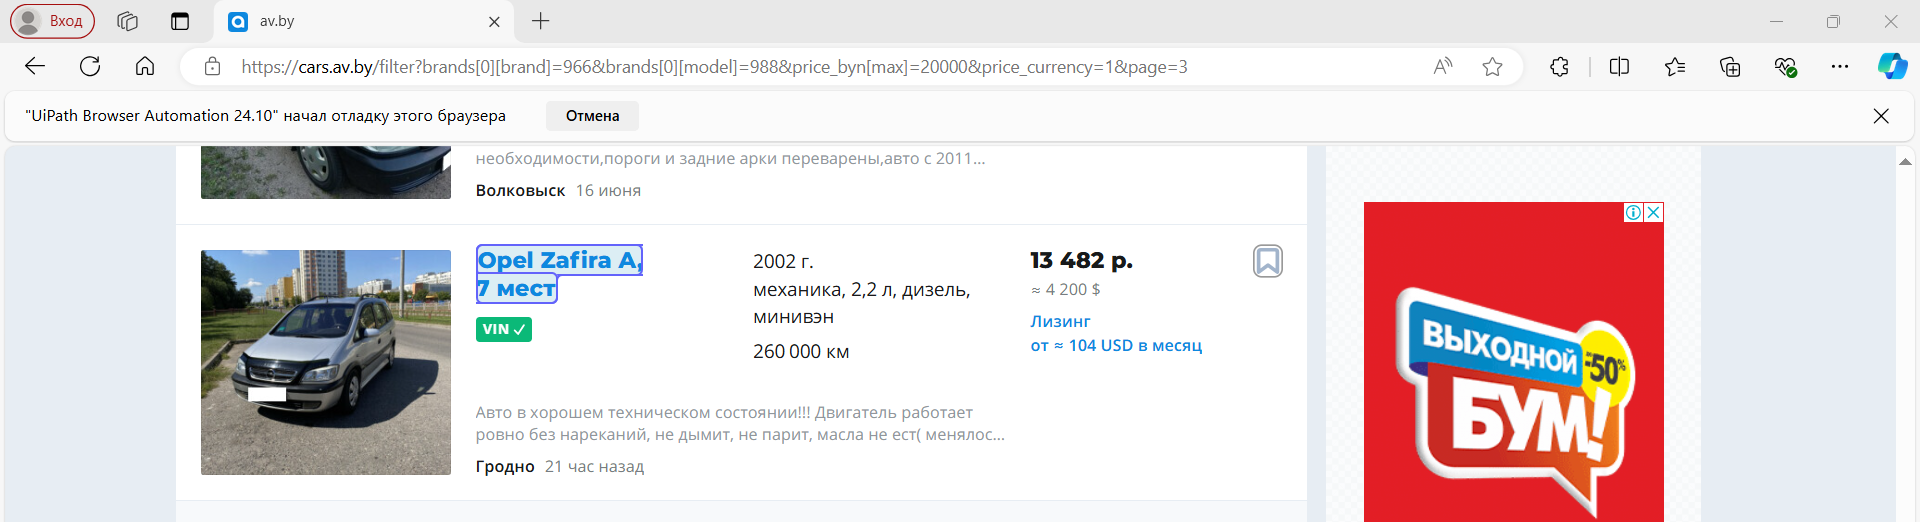 Вход
av.by
https://cars.av.by/filter?brands[0][brand]=966&brands[0][model]=988&price_byn[max]=20000&price_currency=1&page=3
"UiPath Browser Automation 24.10" начал отладку этого браузера
Отмена
необходимости,пороги и задние арки переварены,авто с 2011...
Волковыск 16 июня
Opel Zafira A,
7 мест
VIN
2002 г.
механика, 2,2 л, дизель,
минивэн
260 000 км
13 482 р.
≈ 4 200 $
Лизинг
от ≈ 104 USD в месяц
Авто в хорошем техническом состоянии!!! Двигатель работает
ровно без нареканий, не дымит, не парит, масла не ест( менялос...
Гродно 21 час назад
ВЫХОДНОЙ
до -50%
БУМ!